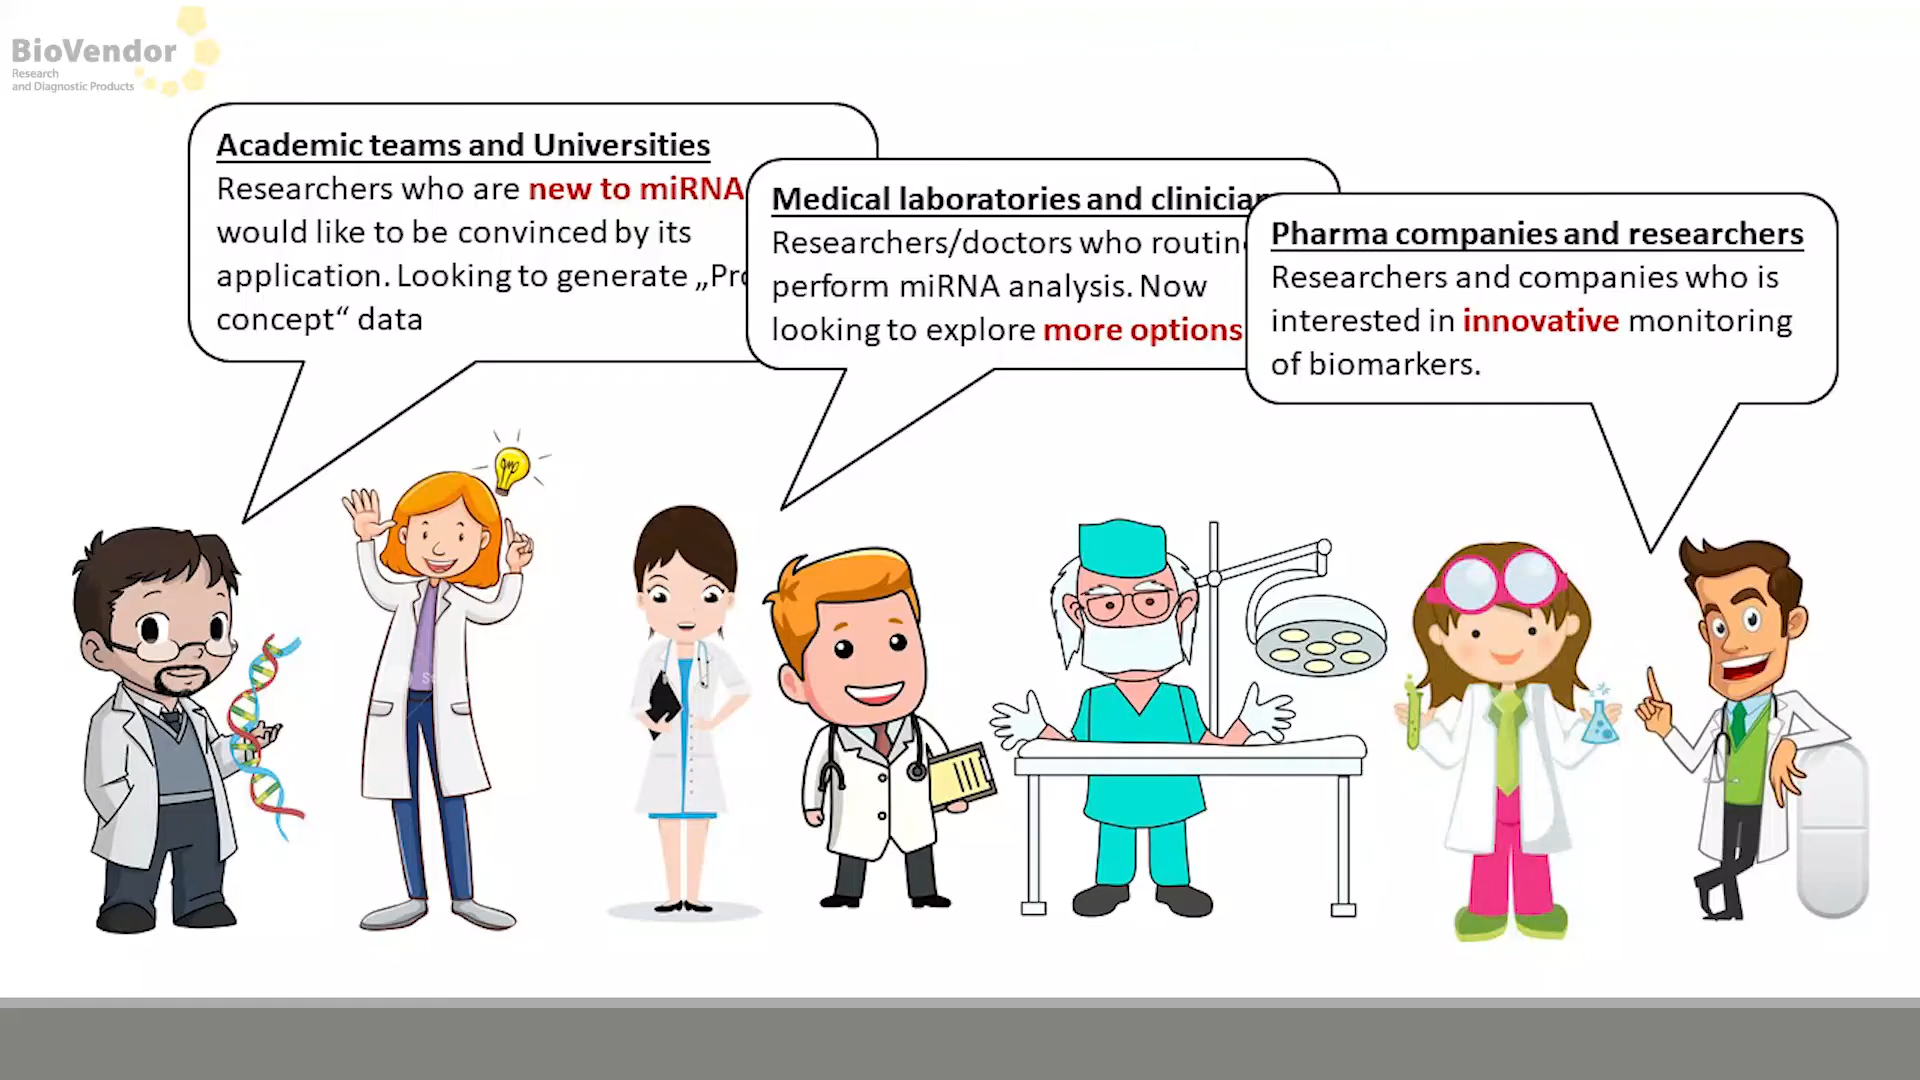 BioVendor
Research
and Diagnostic Products
Academic teams and Universities
Researchers who are new to miRNA
would like to be convinced by its
application. Looking to generate „Pro
concept“ data
Medical laboratories and clinician
Researchers/doctors who routine
perform miRNA analysis. Now
looking to explore more options
Pharma companies and researchers
Researchers and companies who is
interested in innovative monitoring
of biomarkers.